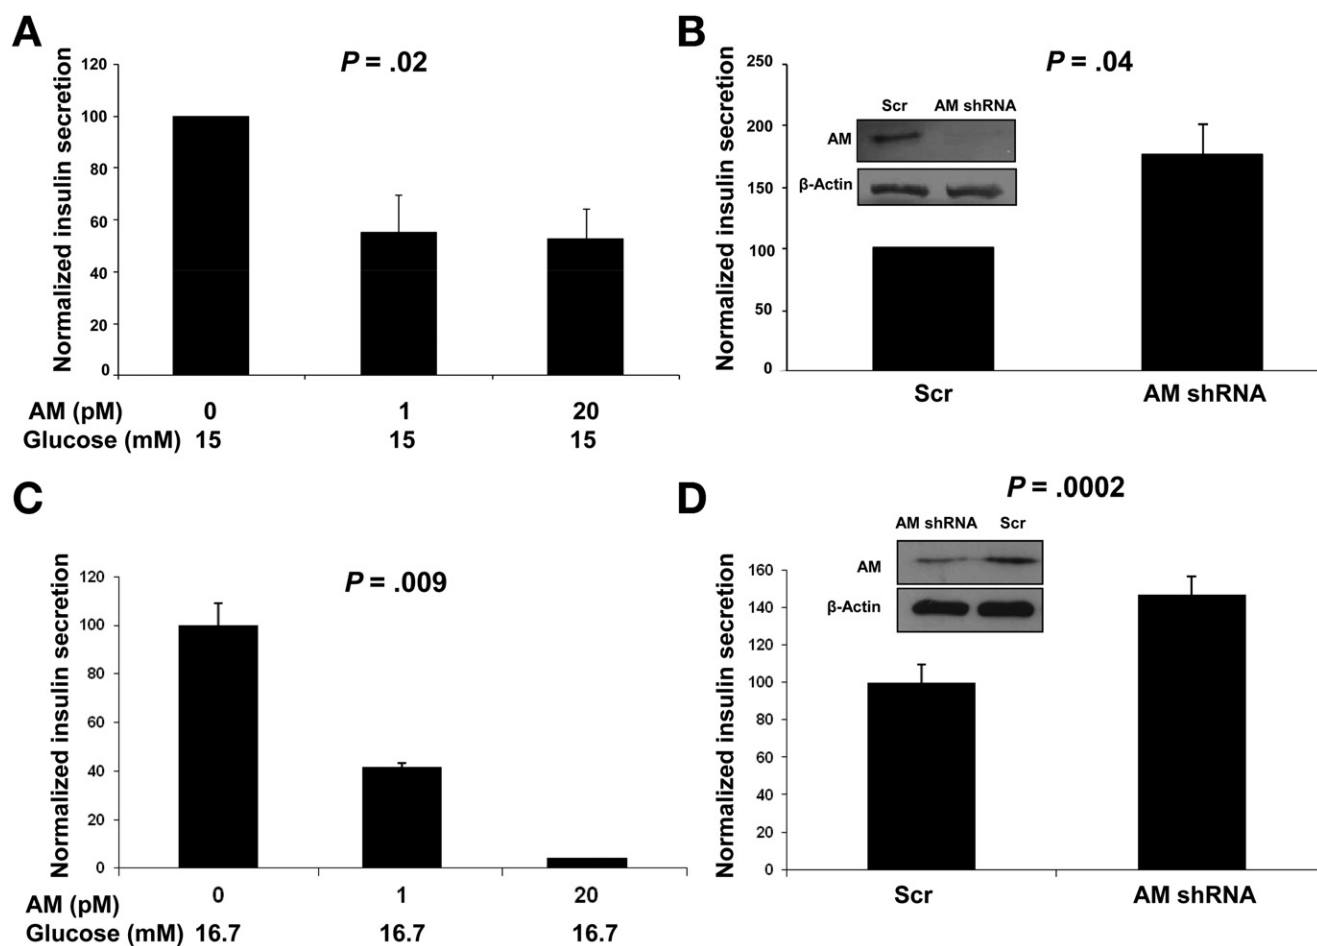 A
P = .02
Normalized insulin secretion
120
100
80
60
40
20
0
AM (pM) 0 1 20
Glucose (mM) 15 15 15
B
P = .04
Normalized insulin secretion
250
200
150
100
50
0
Scr AM shRNA
AM
β-Actin
Scr AM shRNA
C
P = .009
Normalized insulin secretion
120
100
80
60
40
20
0
AM (pM) 0 1 20
Glucose (mM) 16.7 16.7 16.7
D
P = .0002
Normalized insulin secretion
160
140
120
100
80
60
40
20
0
AM shRNA Scr
AM
β-Actin
Scr AM shRNA